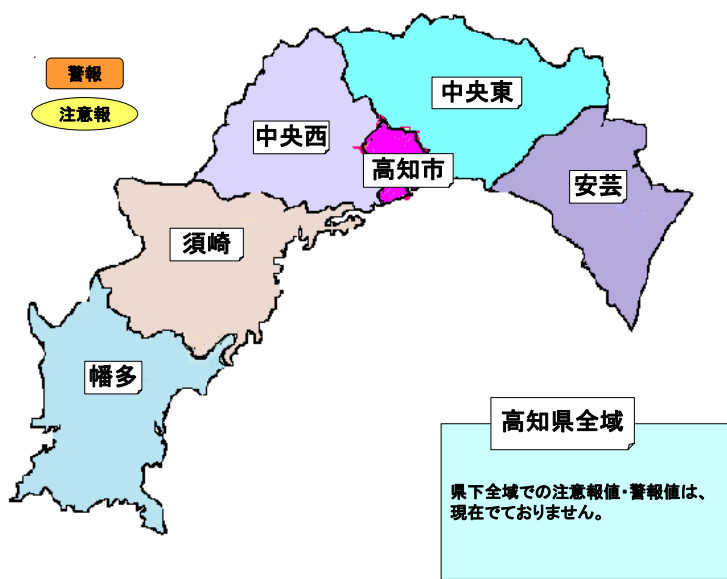 警報
注意報
中央東
中央西
高知市
安芸
須崎
幡多
高知県全域
県下全域での注意報値・警報値は、
現在でておりません。